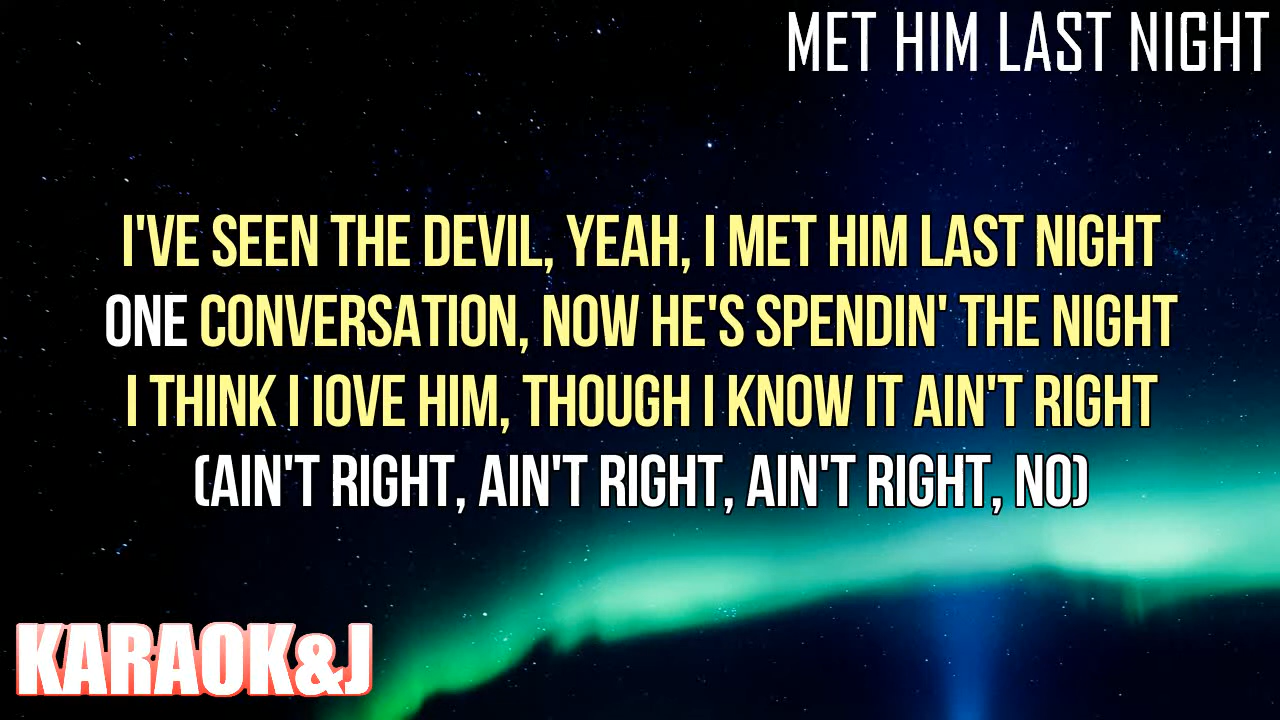 MET HIM LAST NIGHT
I'VE SEEN THE DEVIL, YEAH, I MET HIM LAST NIGHT
ONE CONVERSATION, NOW HE'S SPENDIN' THE NIGHT
I THINK I lOVE HIM, THOUGH I KNOW IT AIN'T RIGHT
(AIN'T RIGHT, AIN'T RIGHT, AIN'T RIGHT, NO)
KARAOK&J